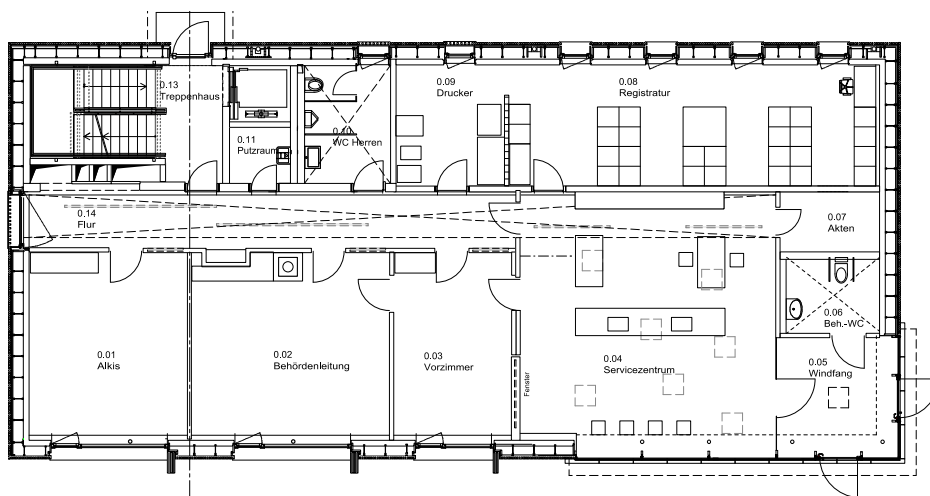 0.13
Treppenhaus
0.11
Putzraum
0.10
WC Herren
0.09
Drucker
0.08
Registratur
0.14
Flur
0.07
Akten
0.06
Beh.-WC
0.01
Alkis
0.02
Behördenleitung
0.03
Vorzimmer
Fenster
0.04
Servicezentrum
0.05
Windfang